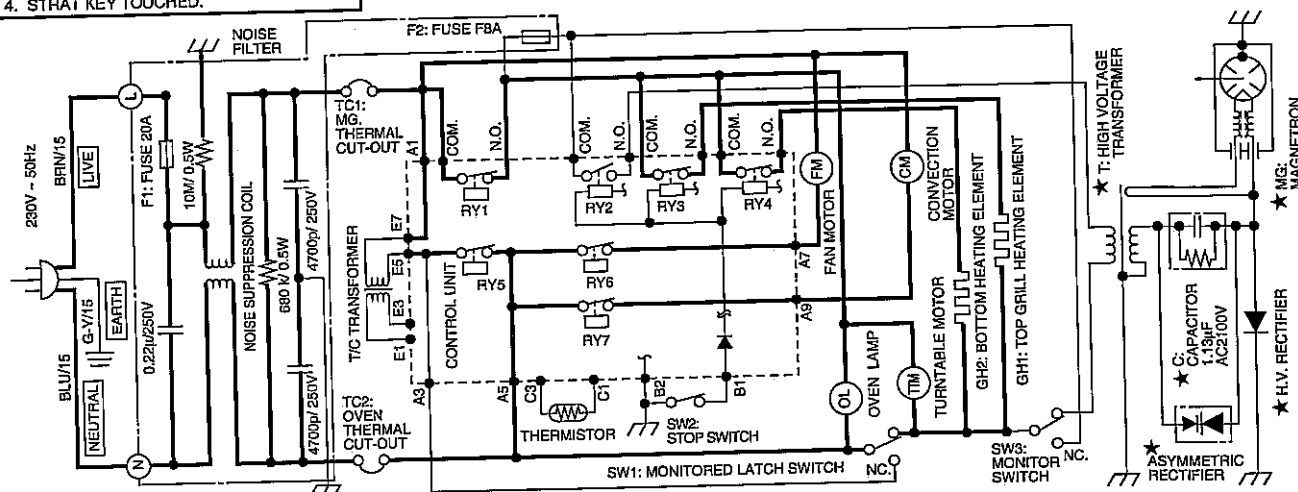 4. STRAT KEY TOUCHED.
NOISE
FILTER
F2: FUSE F8A
230V ~ 50Hz
BRN/15
LIVE
L
F1: FUSE 20A
10M/ 0.5W
G-Y/15
EARTH
BLU/15
NEUTRAL
N
0.22µ/250V
NOISE SUPPRESSION COIL
680 k/ 0.5W
4700p/ 250V
4700p/ 250V
TC1:
MG.
THERMAL
CUT-OUT
TC2:
OVEN
THERMAL
CUT-OUT
T/C TRANSFORMER
CONTROL UNIT
A1
E7
E5
E3
E1
A3
A5
C3
C1
B2
B1
A7
A9
COM.
N.O.
COM.
N.O.
COM.
N.O.
COM.
N.O.
RY1
RY2
RY3
RY4
RY5
RY6
RY7
THERMISTOR
SW2:
STOP SWITCH
SW1: MONITORED LATCH SWITCH
NC.
FM
FAN MOTOR
CM
CONVECTION
MOTOR
OL
OVEN LAMP
TTM
TURNTABLE MOTOR
GH2: BOTTOM HEATING ELEMENT
GH1: TOP GRILL HEATING ELEMENT
SW3:
MONITOR
SWITCH
NC.
★ T: HIGH VOLTAGE
TRANSFORMER
★ MG:
MAGNETRON
★ C:
CAPACITOR
1.13µF
AC2100V
★ H.V. RECTIFIER
★
ASYMMETRIC
RECTIFIER